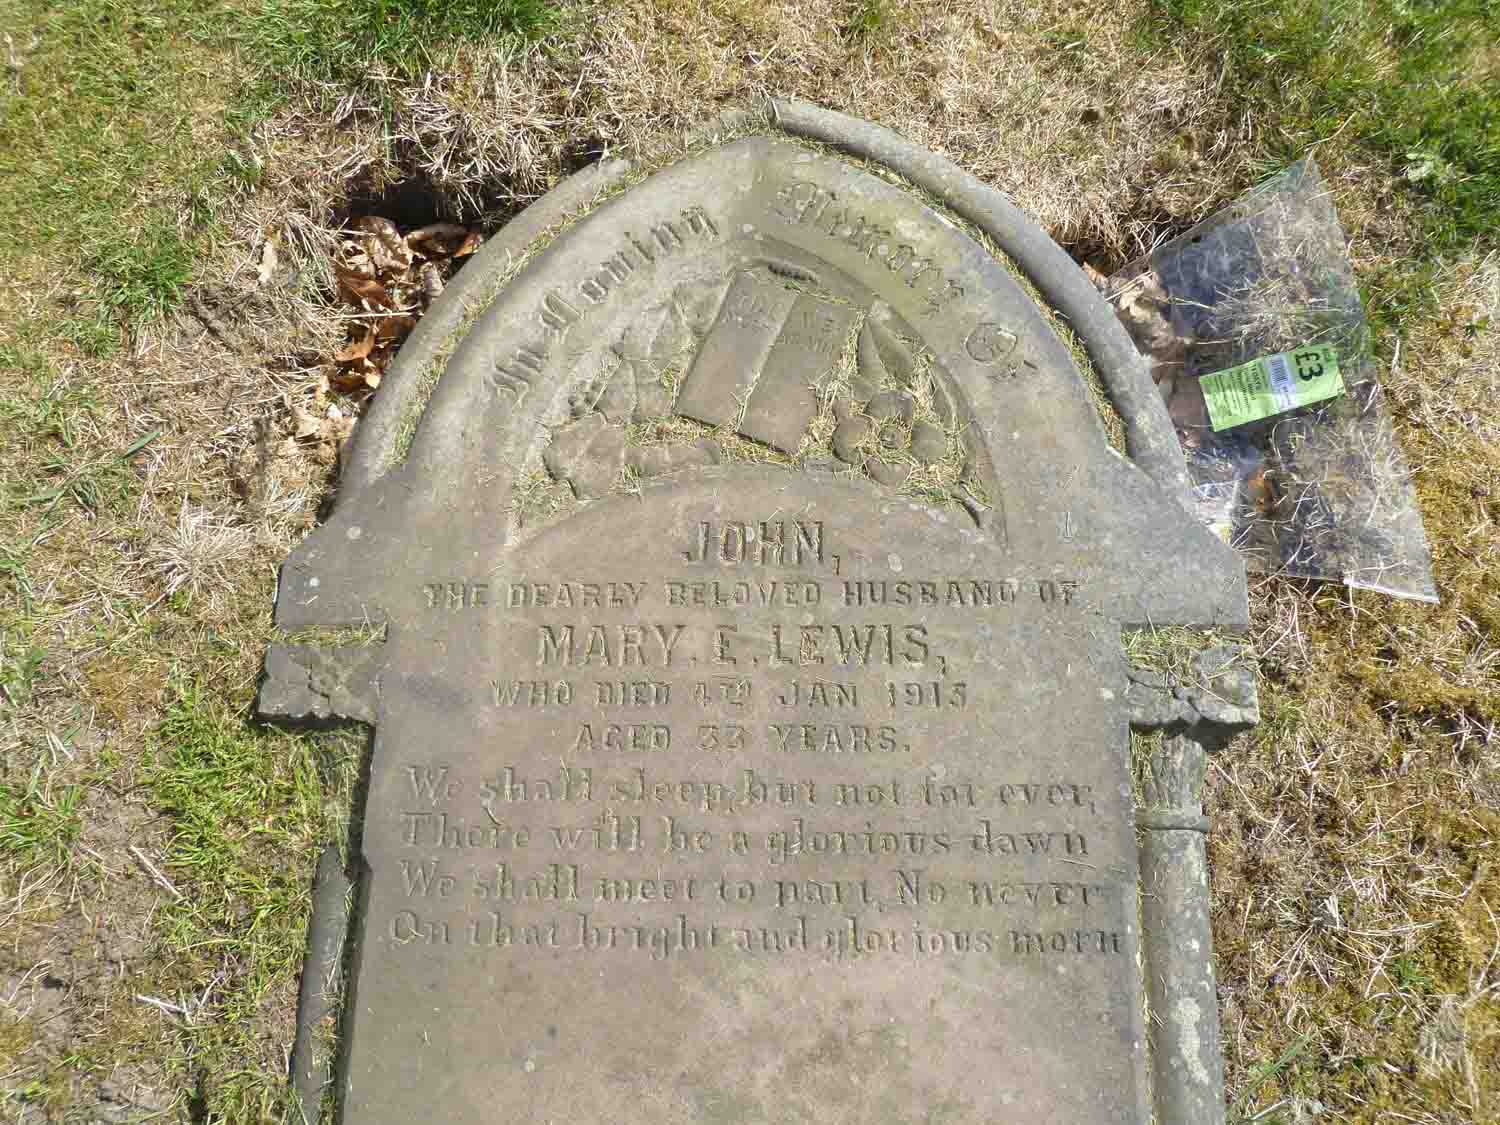 In Loving Memory Of
JOHN,
THE DEARLY BELOVED HUSBAND OF
MARY. E. LEWIS,
WHO DIED 4TH JAN 1915
AGED 33 YEARS.
We shall sleep, but not for ever,
There will be a glorious dawn
We shall meet to part, No never
On that bright and glorious morn
£3